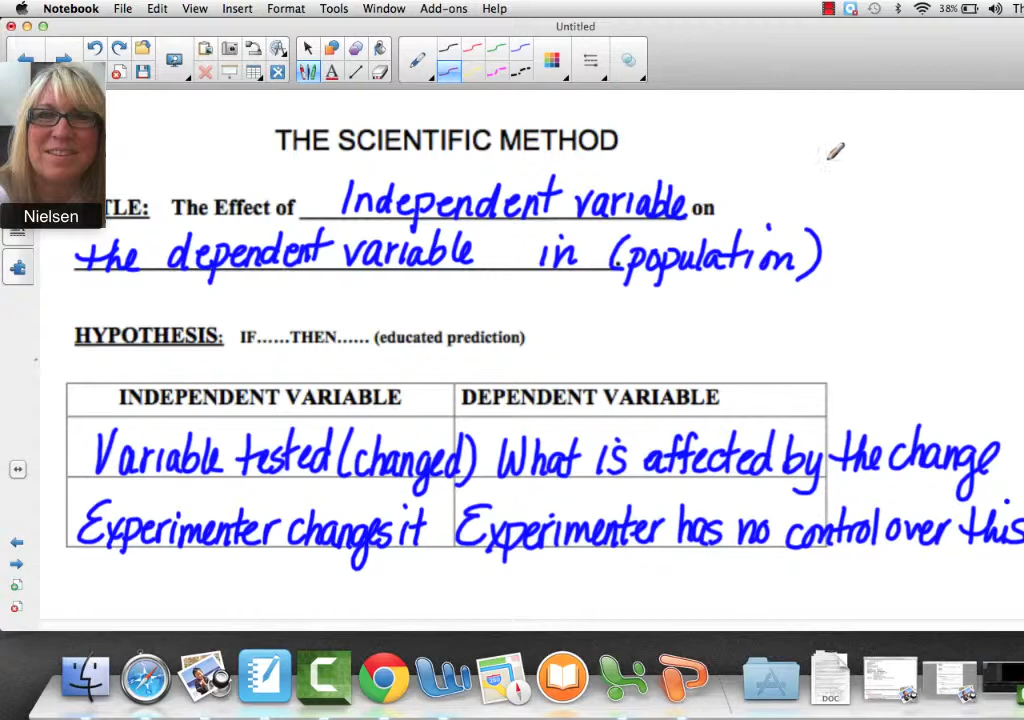 Notebook File Edit View Insert Format Tools Window Add-ons Help 38%
Untitled
THE SCIENTIFIC METHOD
Nielsen
TLE: The Effect of Independent variable on
the dependent variable in (population)
HYPOTHESIS: IF......THEN...... (educated prediction)
INDEPENDENT VARIABLE DEPENDENT VARIABLE
Variable tested (changed) What is affected by the change
Experimenter changes it Experimenter has no control over this
DOC